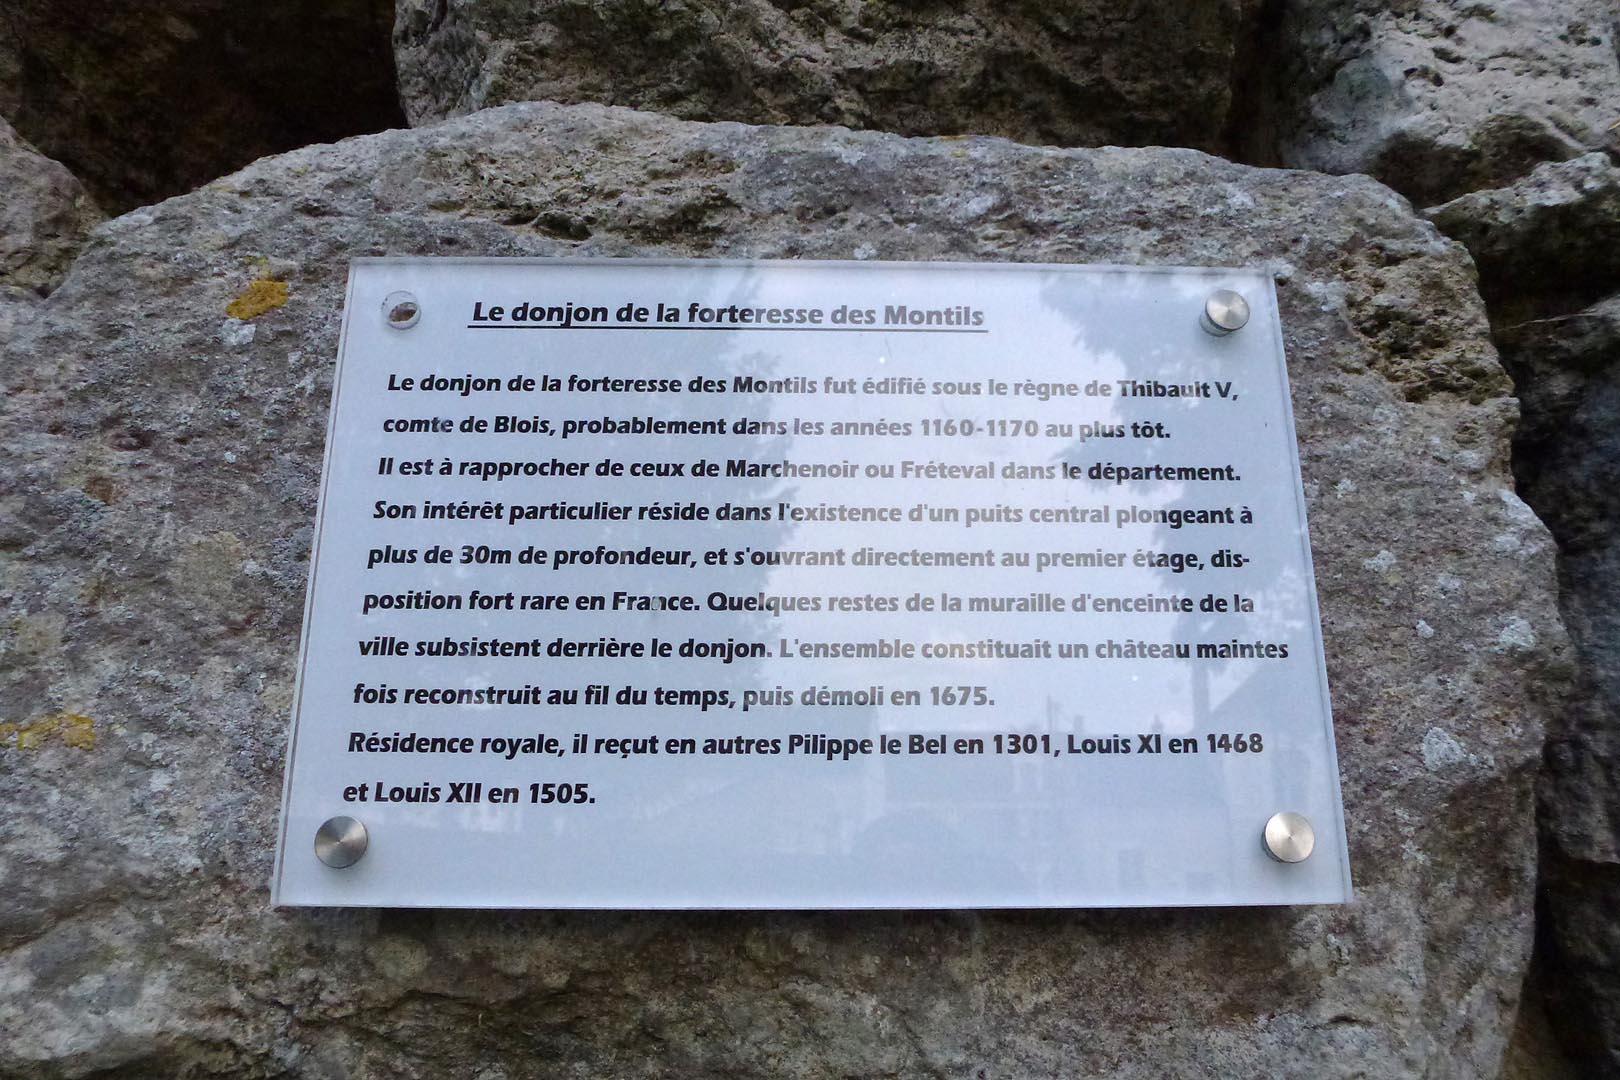 Le donjon de la forteresse des Montils
Le donjon de la forteresse des Montils fut édifié sous le règne de Thibault V,
comte de Blois, probablement dans les années 1160-1170 au plus tôt.
Il est à rapprocher de ceux de Marchenoir ou Fréteval dans le département.
Son intérêt particulier réside dans l'existence d'un puits central plongeant à
plus de 30m de profondeur, et s'ouvrant directement au premier étage, dis-
position fort rare en France. Quelques restes de la muraille d'enceinte de la
ville subsistent derrière le donjon. L'ensemble constituait un château maintes
fois reconstruit au fil du temps, puis démoli en 1675.
Résidence royale, il reçut en autres Pilippe le Bel en 1301, Louis XI en 1468
et Louis XII en 1505.